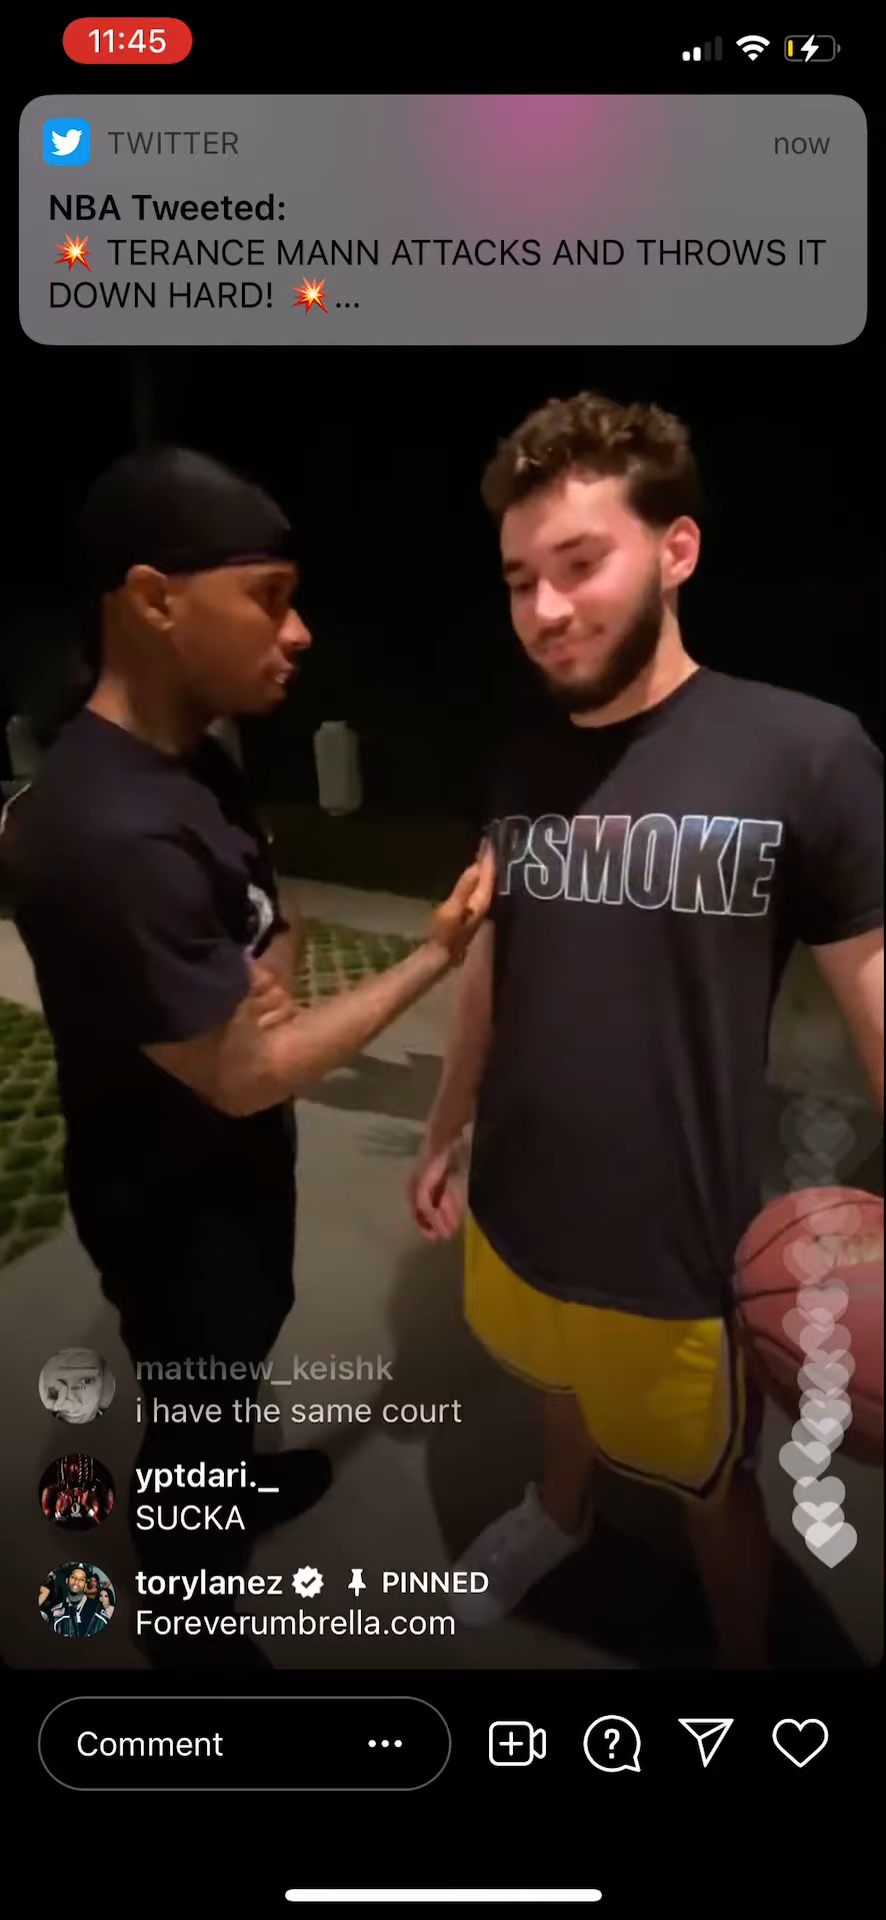 11:45
TWITTER
now
NBA Tweeted:
💥 TERANCE MANN ATTACKS AND THROWS IT
DOWN HARD! 💥...
PSMOKE
matthew_keishk
i have the same court
yptdari._
SUCKA
torylanez PINNED
Foreverumbrella.com
Comment